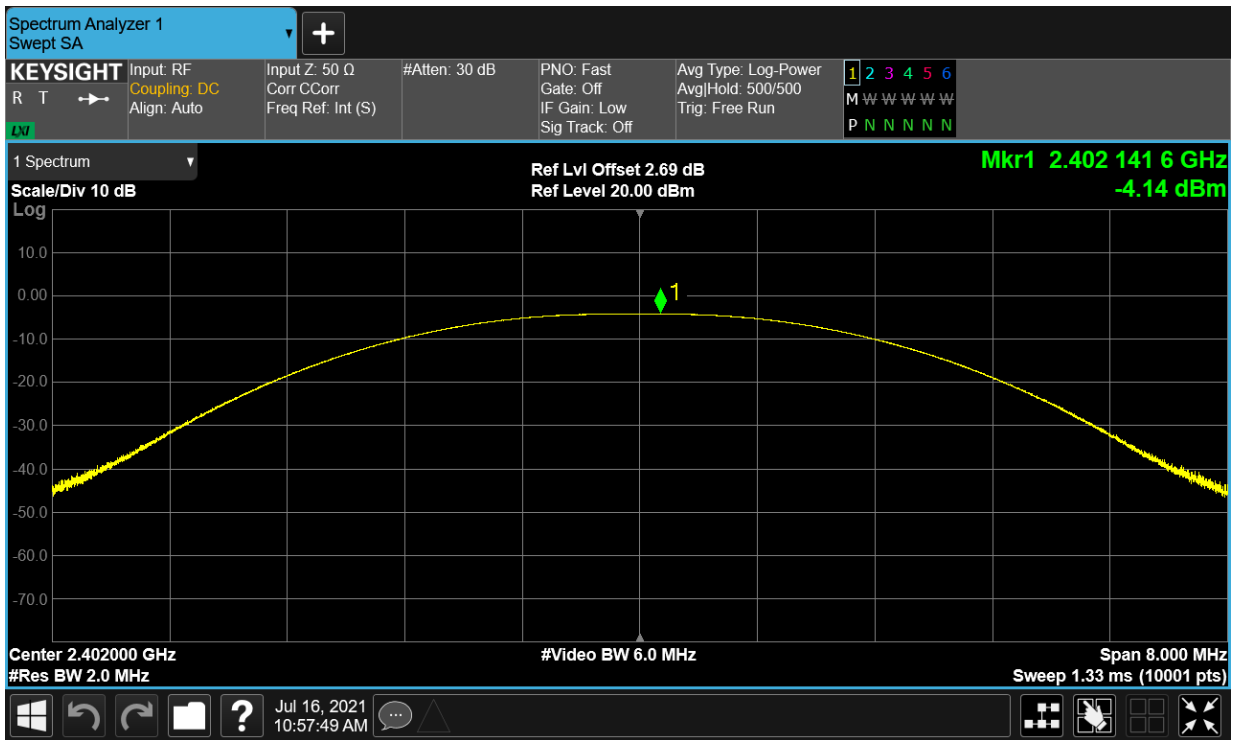 Spectrum Analyzer 1
Swept SA
+
KEYSIGHT
R T
LXI
Input: RF
Coupling: DC
Align: Auto
Input Z: 50 Ω
Corr CCorr
Freq Ref: Int (S)
#Atten: 30 dB
PNO: Fast
Gate: Off
IF Gain: Low
Sig Track: Off
Avg Type: Log-Power
Avg|Hold: 500/500
Trig: Free Run
1 2 3 4 5 6
M W W W W W
P N N N N N
1 Spectrum
Scale/Div 10 dB
Log
Ref Lvl Offset 2.69 dB
Ref Level 20.00 dBm
Mkr1 2.402 141 6 GHz
-4.14 dBm
10.0
0.00
-10.0
-20.0
-30.0
-40.0
-50.0
-60.0
-70.0
1
Center 2.402000 GHz
#Res BW 2.0 MHz
#Video BW 6.0 MHz
Span 8.000 MHz
Sweep 1.33 ms (10001 pts)
?
Jul 16, 2021
10:57:49 AM